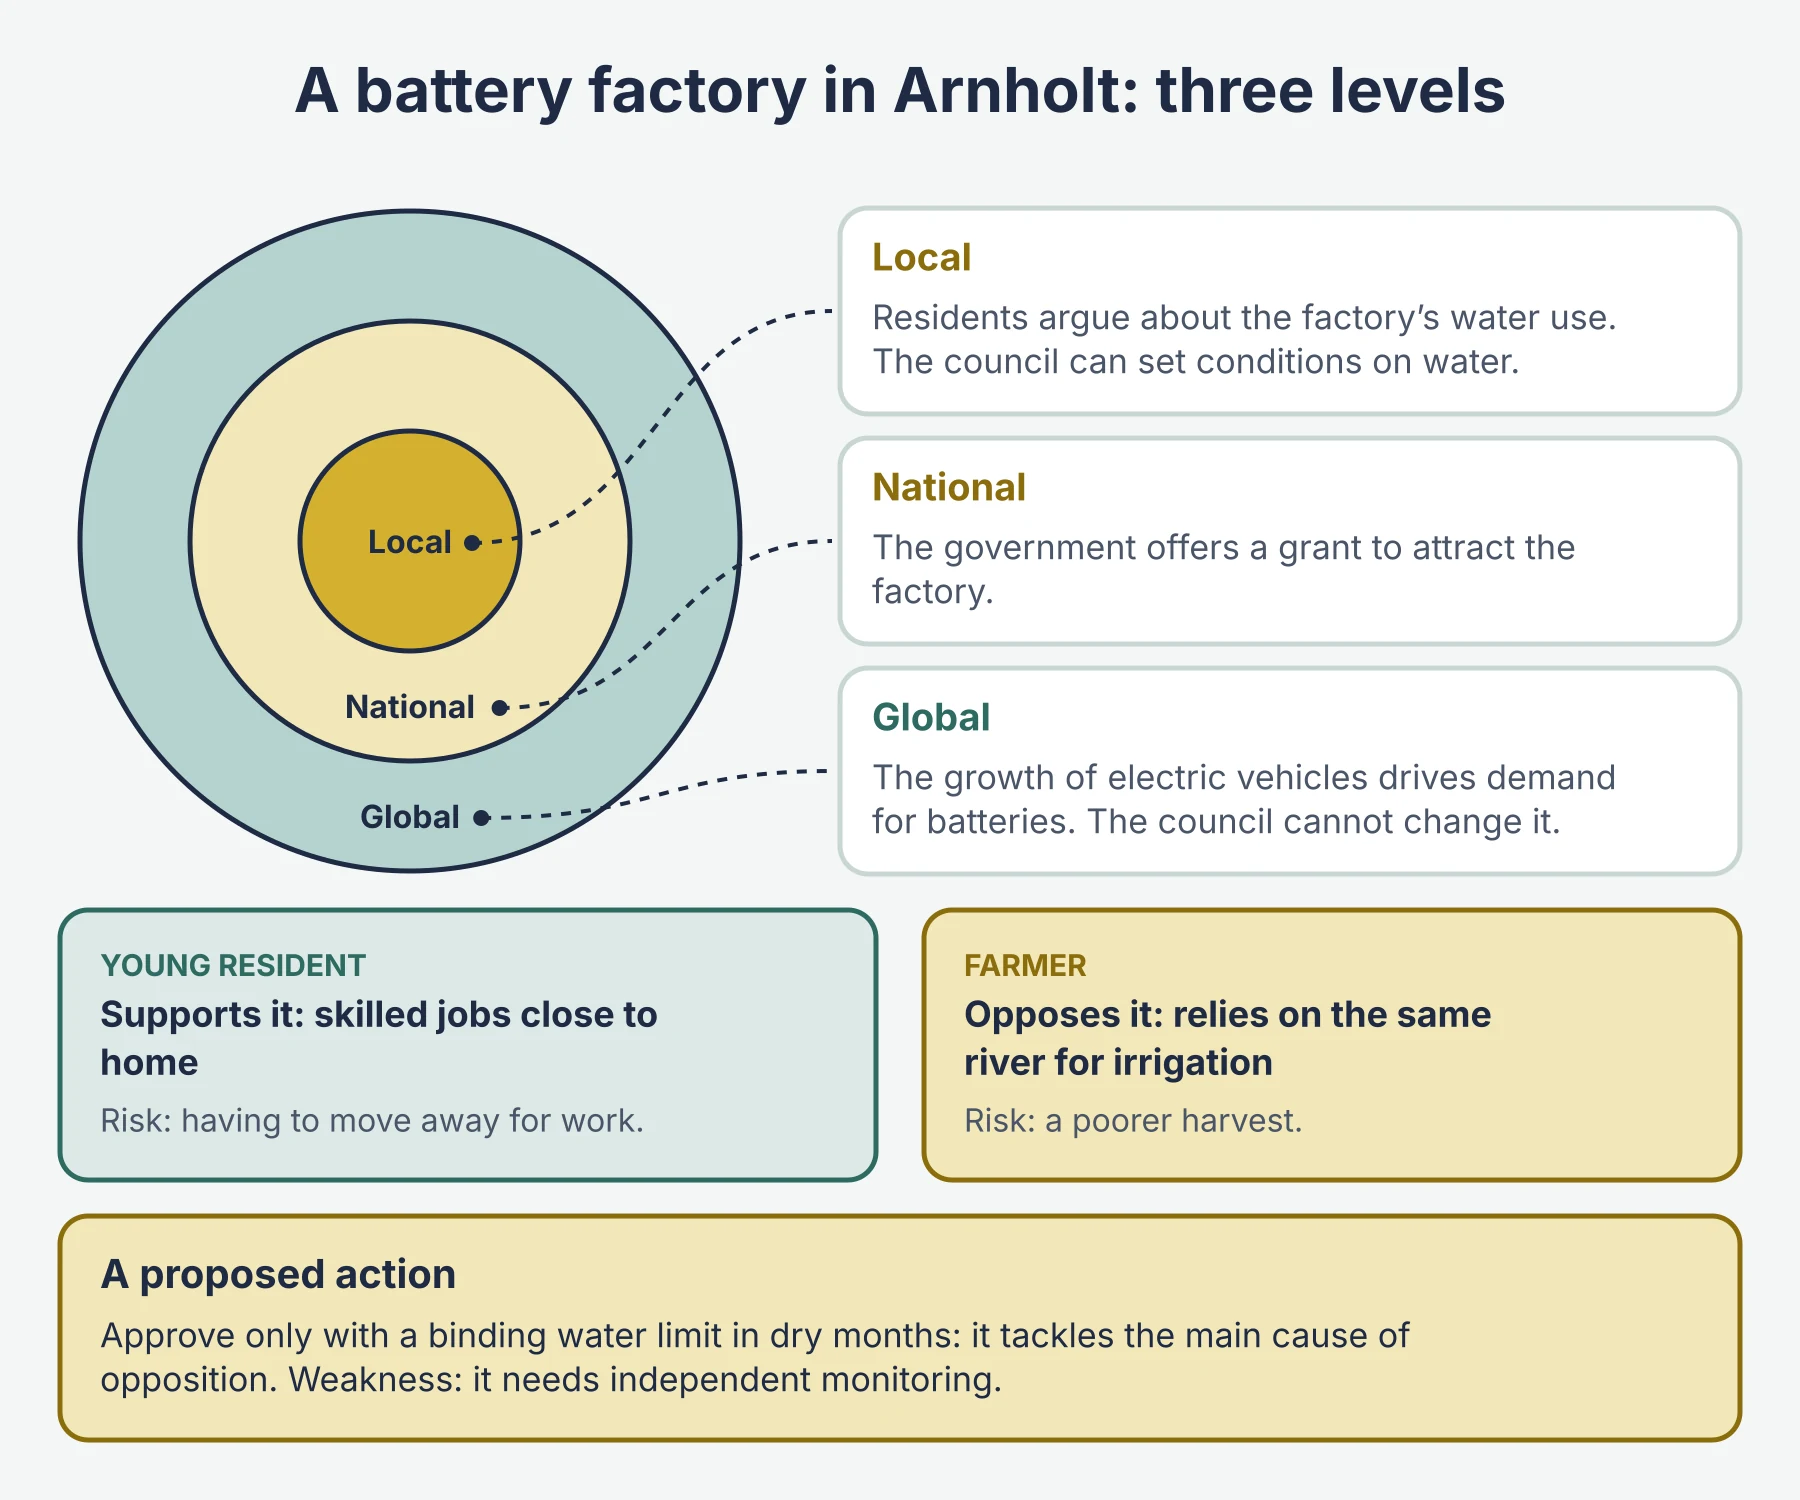 A battery factory in Arnholt: three levels
Local
National
Global
Local
Residents argue about the factory’s water use.
The council can set conditions on water.
National
The government offers a grant to attract the
factory.
Global
The growth of electric vehicles drives demand
for batteries. The council cannot change it.
YOUNG RESIDENT
Supports it: skilled jobs close to
home
Risk: having to move away for work.
FARMER
Opposes it: relies on the same
river for irrigation
Risk: a poorer harvest.
A proposed action
Approve only with a binding water limit in dry months: it tackles the main cause of
opposition. Weakness: it needs independent monitoring.